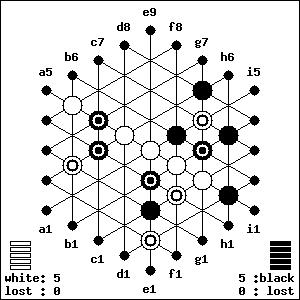 e9
d8 f8
c7 g7
b6 h6
a5 i5
a1 i1
b1 h1
c1 g1
d1 f1
e1
white: 5 5 :black
lost : 0 0 : lost